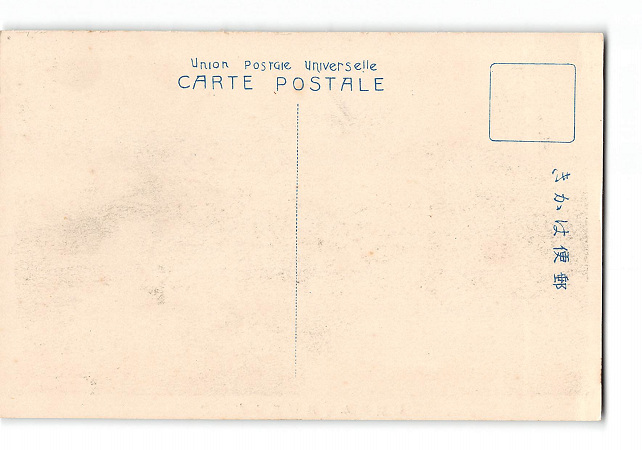 Union Postale Universelle
CARTE POSTALE
きかは便郵